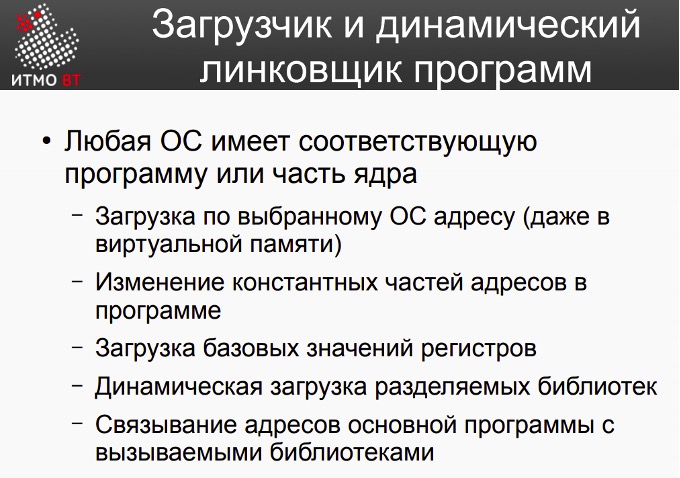 Загрузчик и динамический
линковщик программ
ИТМО ВТ
• Любая ОС имеет соответствующую
программу или часть ядра
– Загрузка по выбранному ОС адресу (даже в
виртуальной памяти)
– Изменение константных частей адресов в
программе
– Загрузка базовых значений регистров
– Динамическая загрузка разделяемых библиотек
– Связывание адресов основной программы с
вызываемыми библиотеками